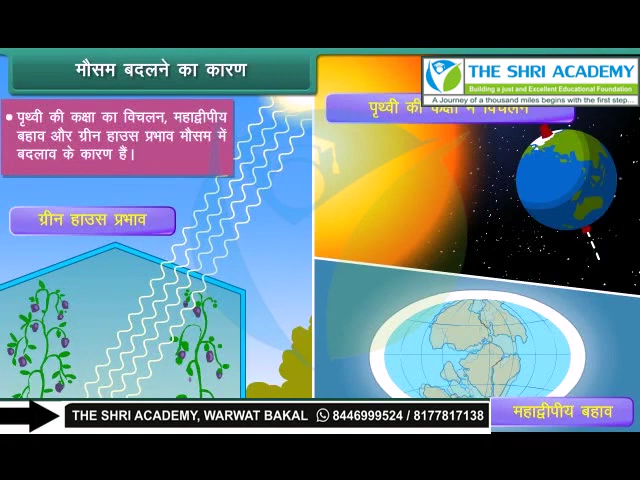 मौसम बदलने का कारण
THE SHRI ACADEMY
Building a just and Excellent Educational Foundation
A Journey of a thousand miles begins with the first step...
• पृथ्वी की कक्षा का विचलन, महाद्वीपीय
बहाव और ग्रीन हाउस प्रभाव मौसम में
बदलाव के कारण हैं।
पृथ्वी की कक्षा में विचलन
ग्रीन हाउस प्रभाव
THE SHRI ACADEMY, WARWAT BAKAL 8446999524 / 8177817138
महाद्वीपीय बहाव